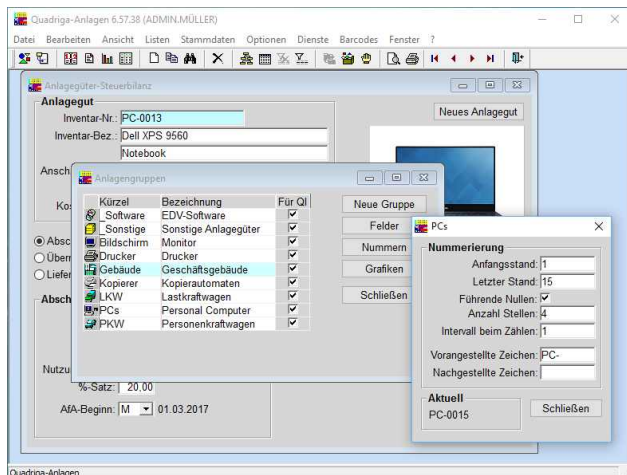 Quadriga-Anlagen 6.57.38 (ADMIN.MÜLLER)
Datei Bearbeiten Ansicht Listen Stammdaten Optionen Dienste Barcodes Fenster ?
Anlagegüter-Steuerbilanz
Anlagegut
Inventar-Nr.: PC-0013
Neues Anlagegut
Inventar-Bez.: Dell XPS 9560
Notebook
Ansch
Kos
Absc
Über
Liefer
Absch
Nutzu
%-Satz: 20,00
AfA-Beginn: M 01.03.2017
Anlagengruppen
Kürzel Bezeichnung Für QI
_Software EDV-Software
_Sonstige Sonstige Anlagegüter
Bildschirm Monitor
Drucker Drucker
Gebäude Geschäftsgebäude
Kopierer Kopierautomaten
LKW Lastkraftwagen
PCs Personal Computer
PKW Personenkraftwagen
Neue Gruppe
Felder
Nummern
Grafiken
Schließen
PCs
Nummerierung
Anfangsstand: 1
Letzter Stand: 15
Führende Nullen:
Anzahl Stellen: 4
Intervall beim Zählen: 1
Vorangestellte Zeichen: PC-
Nachgestellte Zeichen:
Aktuell
PC-0015
Schließen
Quadriga-Anlagen